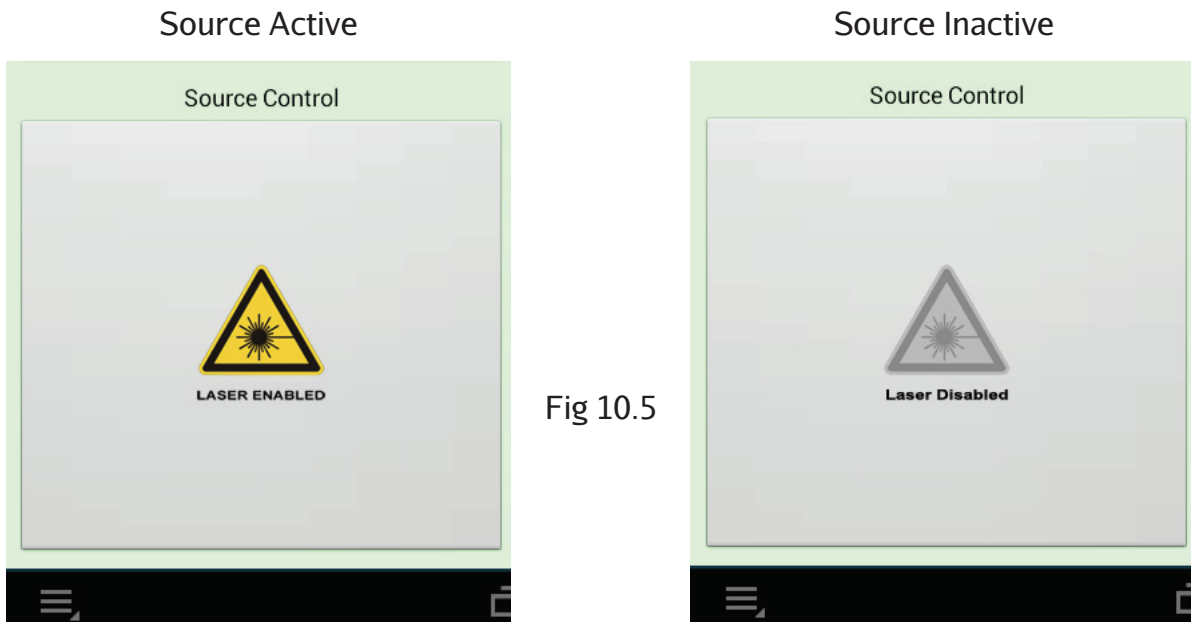 Source Active
Source Control
LASER ENABLED
Fig 10.5
Source Inactive
Source Control
Laser Disabled